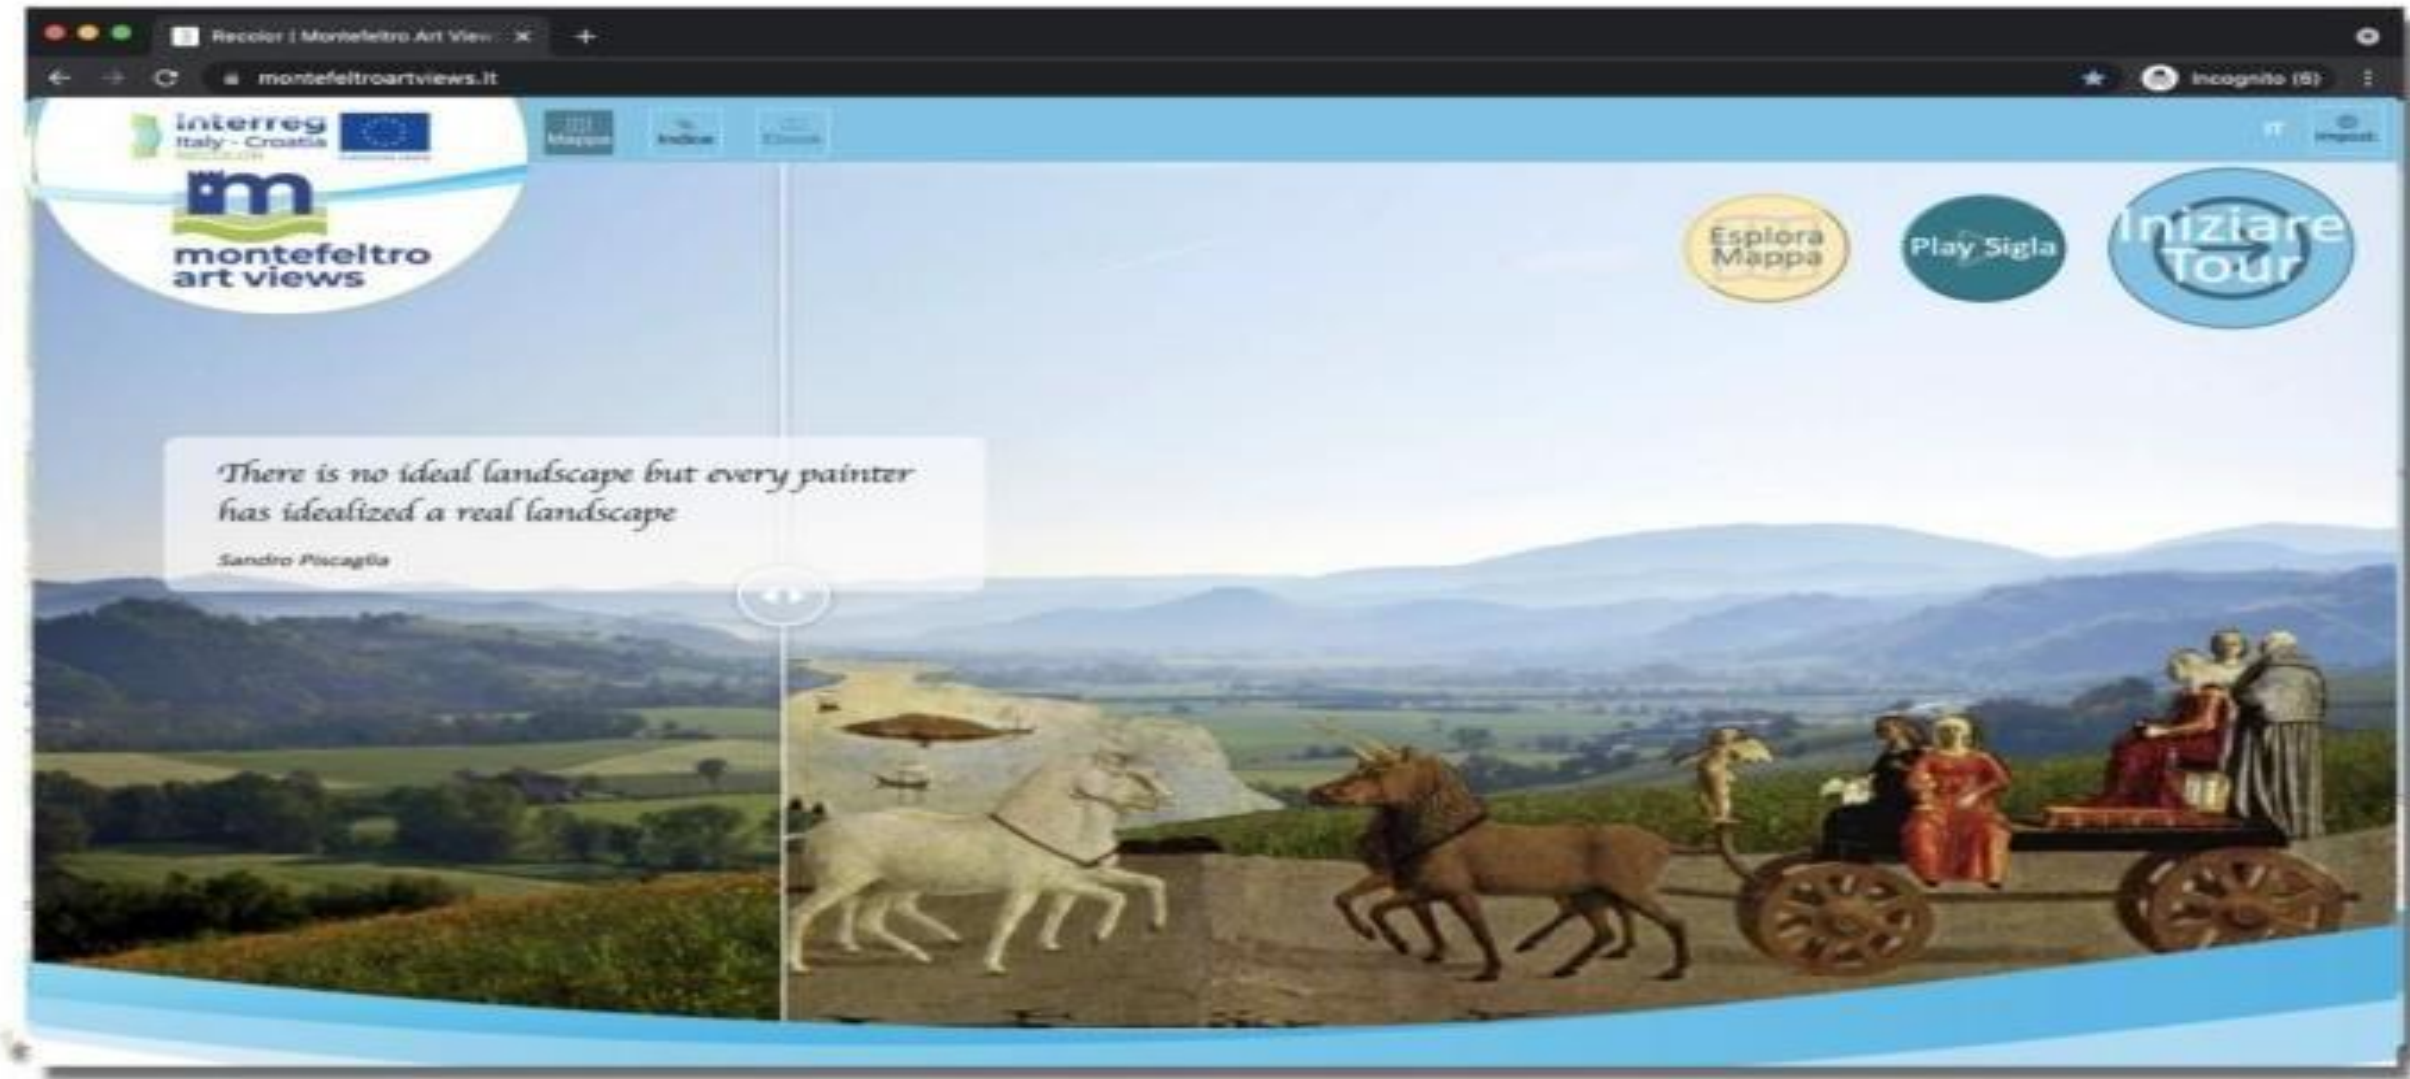 Recolor | Montefeltro Art View
montefeltroartviews.it
Incognito (6)
interreg
Italy - Croatia
Mappa
Indice
IT
Impost.
montefeltro
art views
Esplora
Mappa
Play Sigla
Iniziare
Tour
There is no ideal landscape but every painter
has idealized a real landscape
Sandro Piscaglia